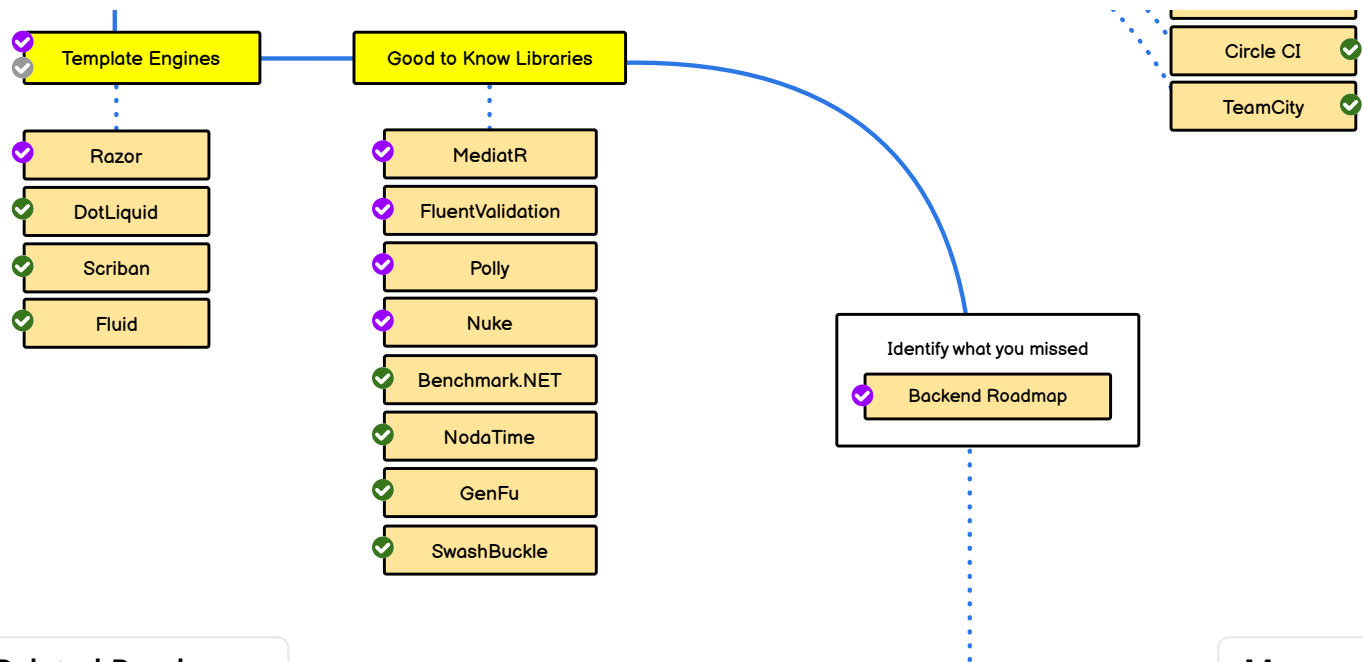 Template Engines
Good to Know Libraries
Circle CI
TeamCity
Razor
DotLiquid
Scriban
Fluid
MediatR
FluentValidation
Polly
Nuke
Benchmark.NET
NodaTime
GenFu
SwashBuckle
Identify what you missed
Backend Roadmap